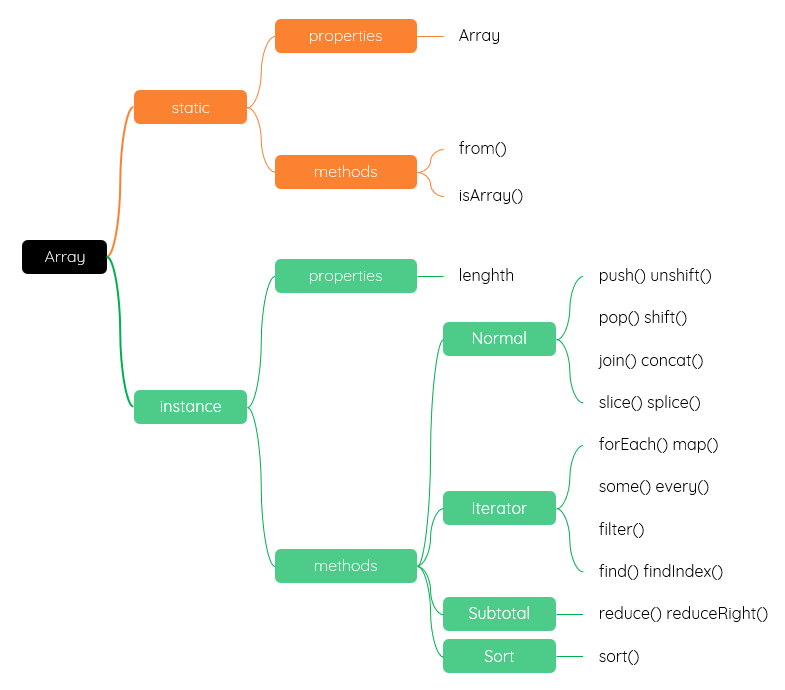 properties
Array
static
methods
from()
isArray()
Array
properties
lenghth
instance
methods
Normal
push() unshift()
pop() shift()
join() concat()
slice() splice()
Iterator
forEach() map()
some() every()
filter()
find() findIndex()
Subtotal
reduce() reduceRight()
Sort
sort()